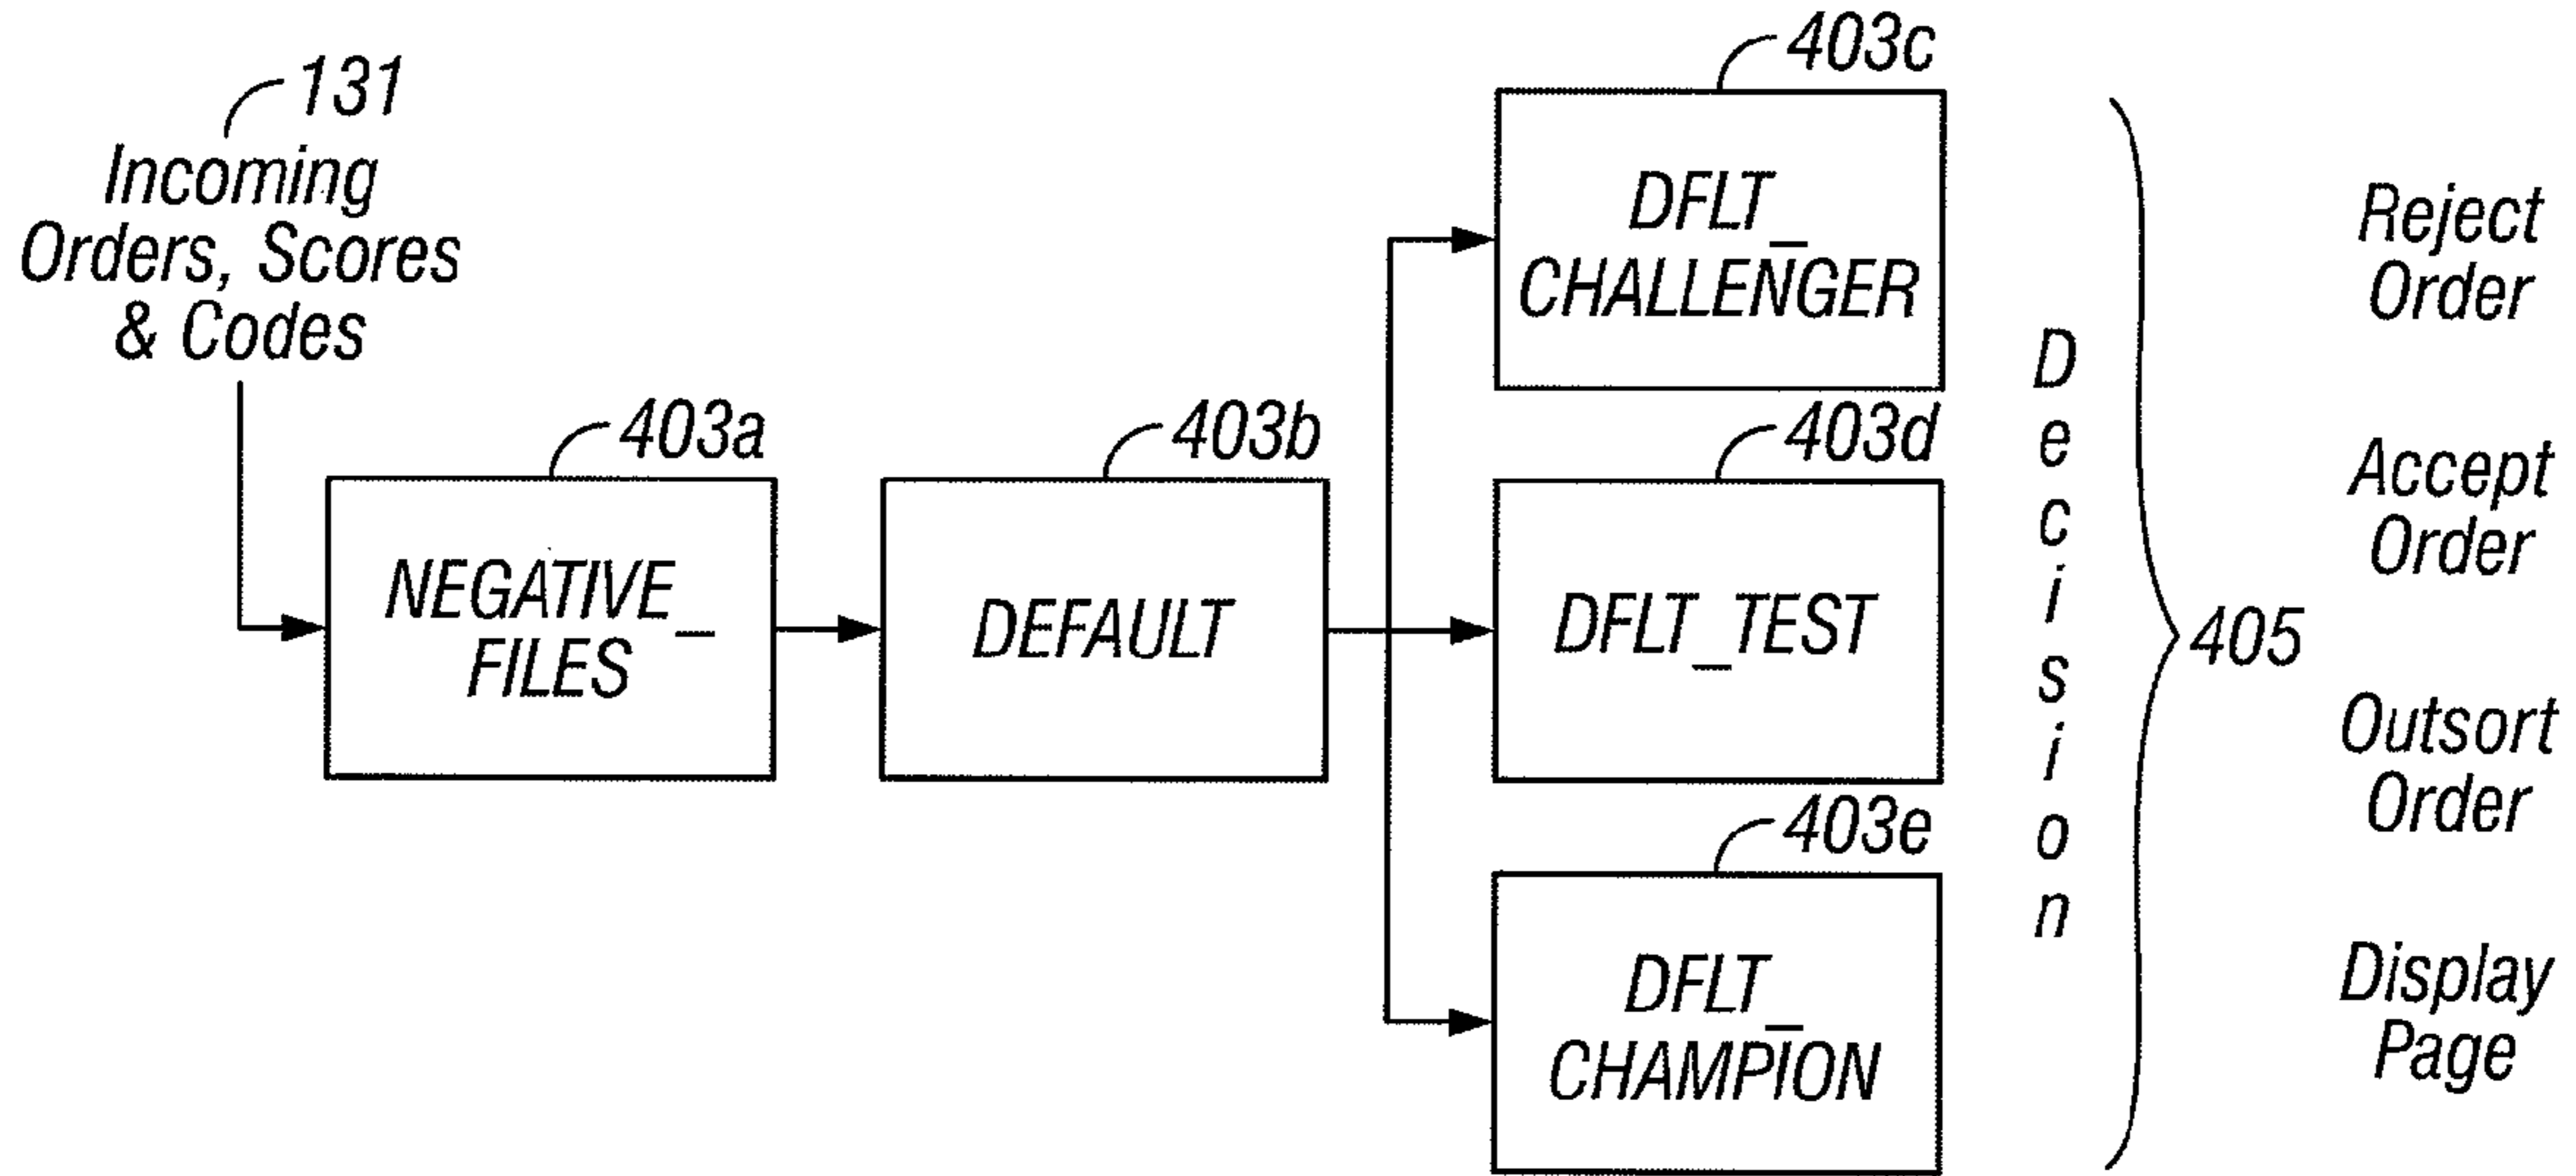 131
Incoming
Orders, Scores
& Codes
403a
NEGATIVE_
FILES
403b
DEFAULT
403c
DFLT_
CHALLENGER
403d
DFLT_TEST
403e
DFLT_
CHAMPION
Decision
405
Reject
Order
Accept
Order
Outsort
Order
Display
Page